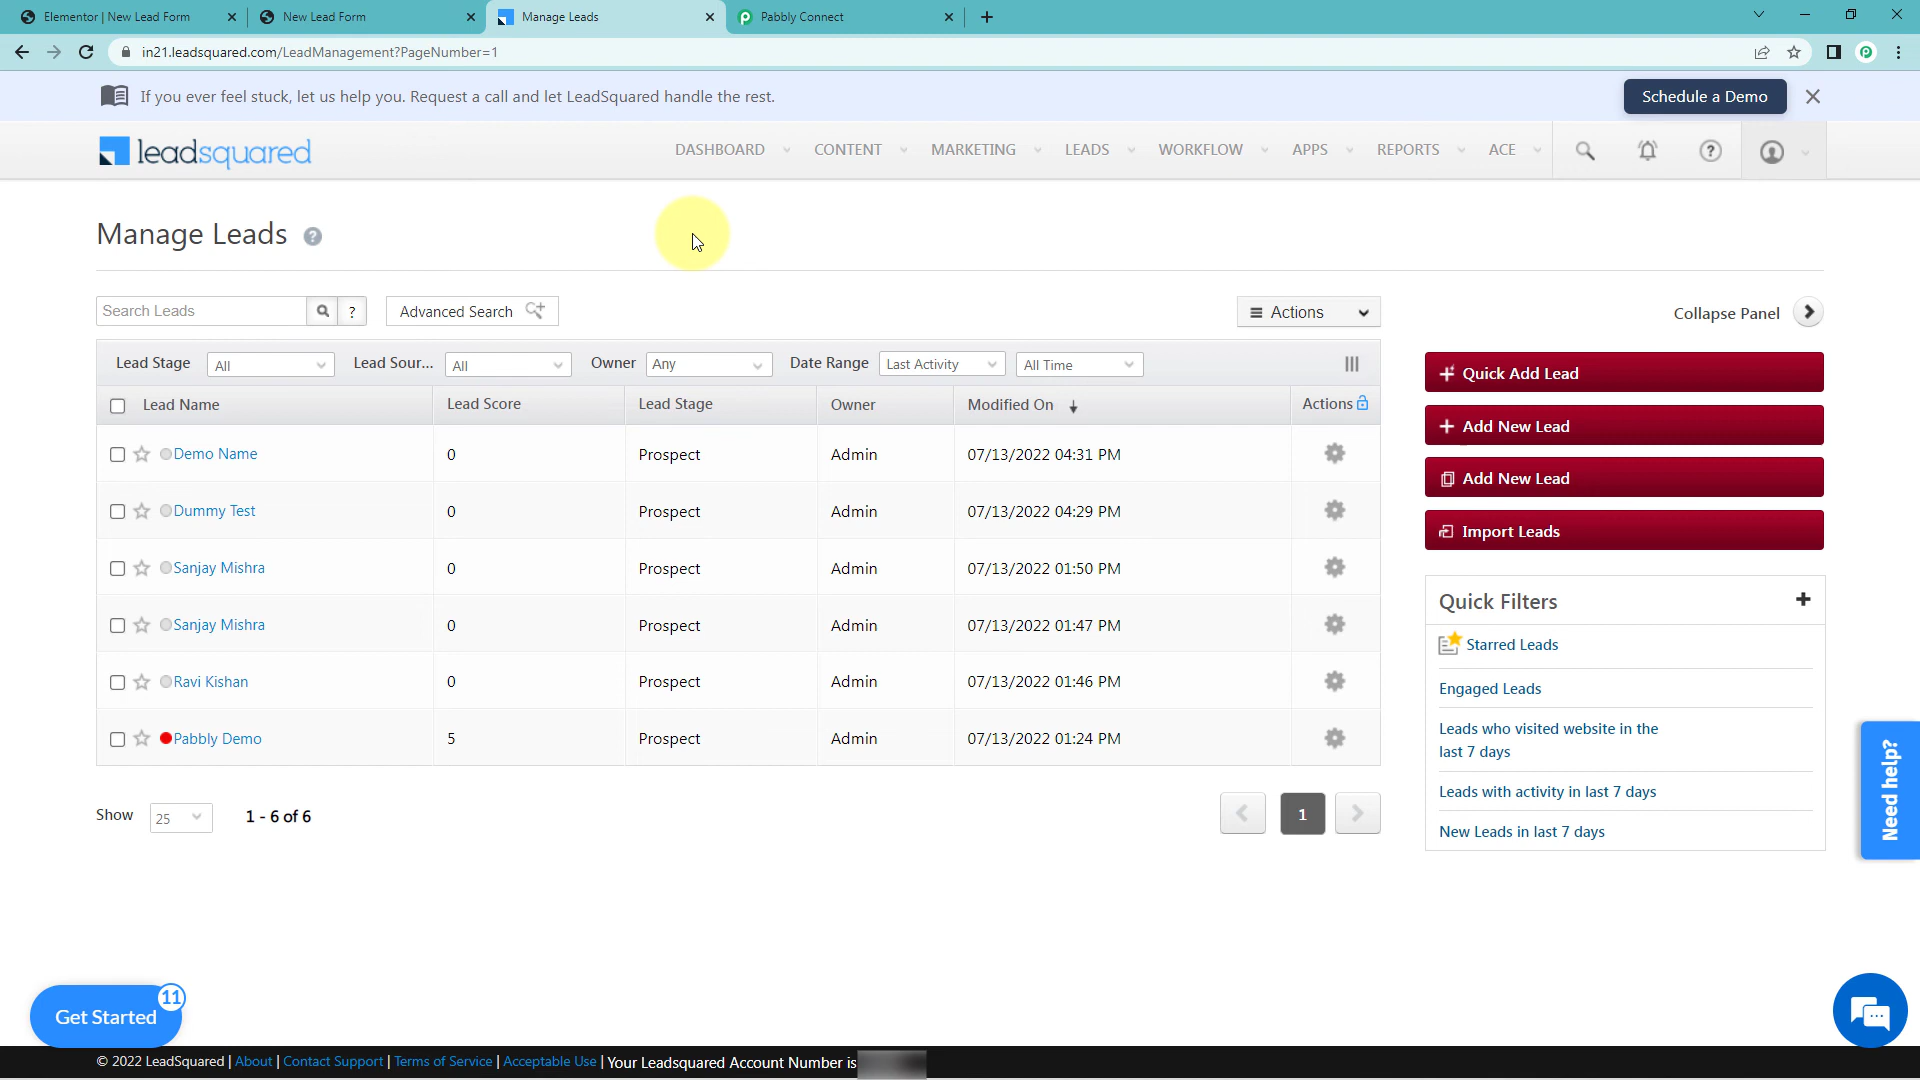 Elementor | New Lead Form
New Lead Form
Manage Leads
Pabbly Connect
in21.leadsquared.com/LeadManagement?PageNumber=1
If you ever feel stuck, let us help you. Request a call and let LeadSquared handle the rest.
Schedule a Demo
leadsquared
DASHBOARD
CONTENT
MARKETING
LEADS
WORKFLOW
APPS
REPORTS
ACE
Manage Leads
Search Leads
Advanced Search
Actions
Collapse Panel
Lead Stage All Lead Sour... All Owner Any Date Range Last Activity All Time
Lead Name Lead Score Lead Stage Owner Modified On Actions
Demo Name 0 Prospect Admin 07/13/2022 04:31 PM
Dummy Test 0 Prospect Admin 07/13/2022 04:29 PM
Sanjay Mishra 0 Prospect Admin 07/13/2022 01:50 PM
Sanjay Mishra 0 Prospect Admin 07/13/2022 01:47 PM
Ravi Kishan 0 Prospect Admin 07/13/2022 01:46 PM
Pabbly Demo 5 Prospect Admin 07/13/2022 01:24 PM
Show 25 1 - 6 of 6
1
Quick Add Lead
Add New Lead
Add New Lead
Import Leads
Quick Filters
Starred Leads
Engaged Leads
Leads who visited website in the
last 7 days
Leads with activity in last 7 days
New Leads in last 7 days
Need help?
Get Started
11
© 2022 LeadSquared | About | Contact Support | Terms of Service | Acceptable Use | Your Leadsquared Account Number is